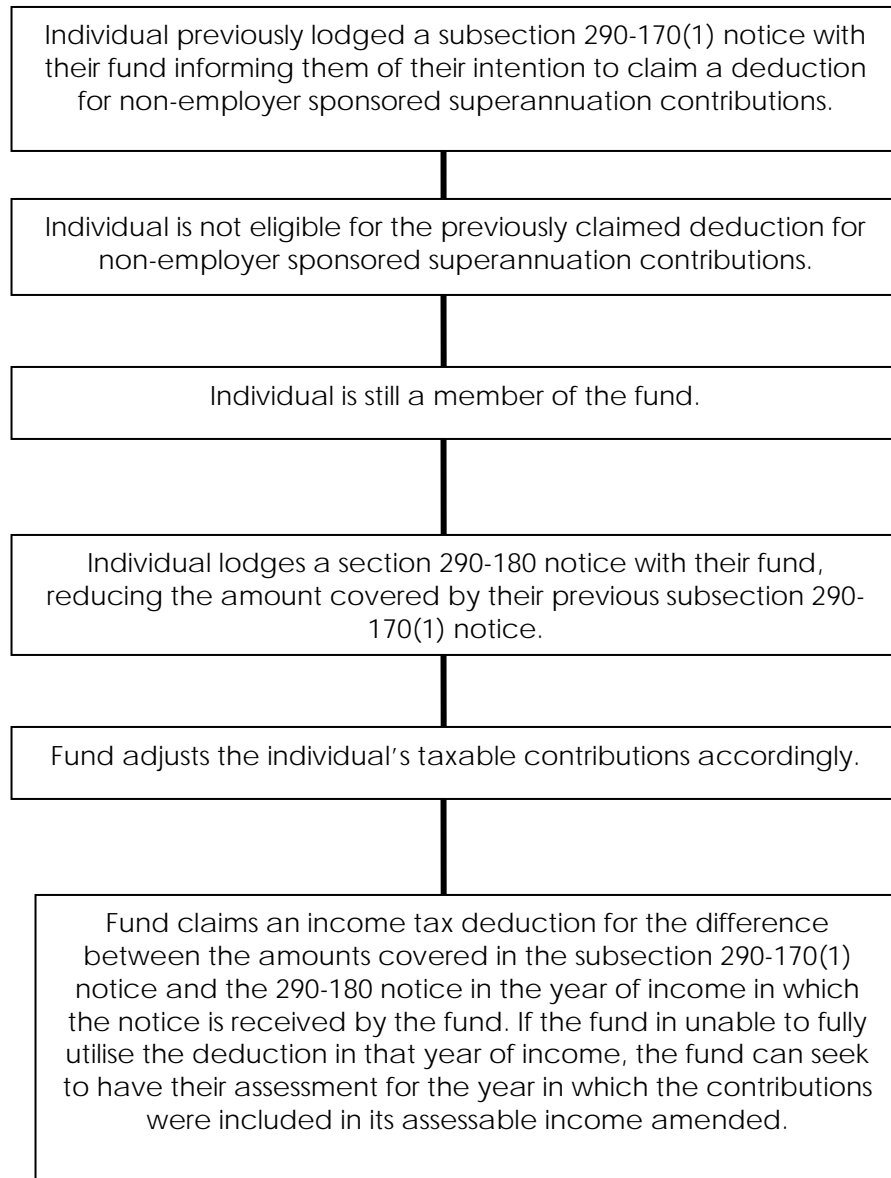 Individual previously lodged a subsection 290-170(1) notice with
their fund informing them of their intention to claim a deduction
for non-employer sponsored superannuation contributions.
Individual is not eligible for the previously claimed deduction for
non-employer sponsored superannuation contributions.
Individual is still a member of the fund.
Individual lodges a section 290-180 notice with their fund,
reducing the amount covered by their previous subsection 290-
170(1) notice.
Fund adjusts the individual's taxable contributions accordingly.
Fund claims an income tax deduction for the difference
between the amounts covered in the subsection 290-170(1)
notice and the 290-180 notice in the year of income in which
the notice is received by the fund. If the fund in unable to fully
utilise the deduction in that year of income, the fund can seek
to have their assessment for the year in which the contributions
were included in its assessable income amended.